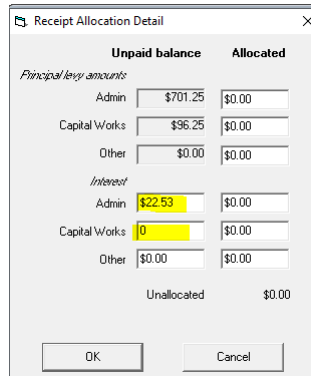 Receipt Allocation Detail
Unpaid balance Allocated
Principal levy amounts
Admin $701.25 $0.00
Capital Works $96.25 $0.00
Other $0.00 $0.00
Interest
Admin $22.53 $0.00
Capital Works 0 $0.00
Other $0.00 $0.00
Unallocated $0.00
OK Cancel